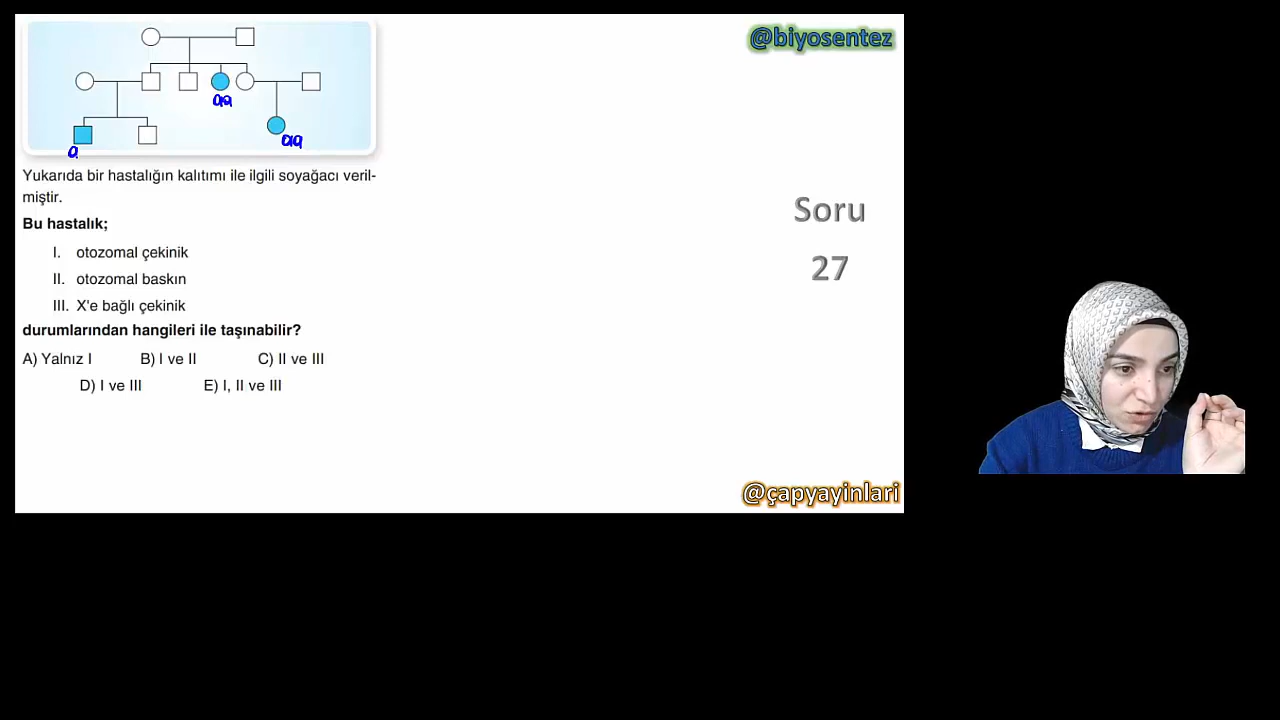 @biyosentez
aa
aa
a
Yukarıda bir hastalığın kalıtımı ile ilgili soyağacı veril-
miştir.
Bu hastalık;
I. otozomal çekinik
II. otozomal baskın
III. X'e bağlı çekinik
durumlarından hangileri ile taşınabilir?
A) Yalnız I B) I ve II C) II ve III
D) I ve III E) I, II ve III
Soru
27
@çapyayinlari